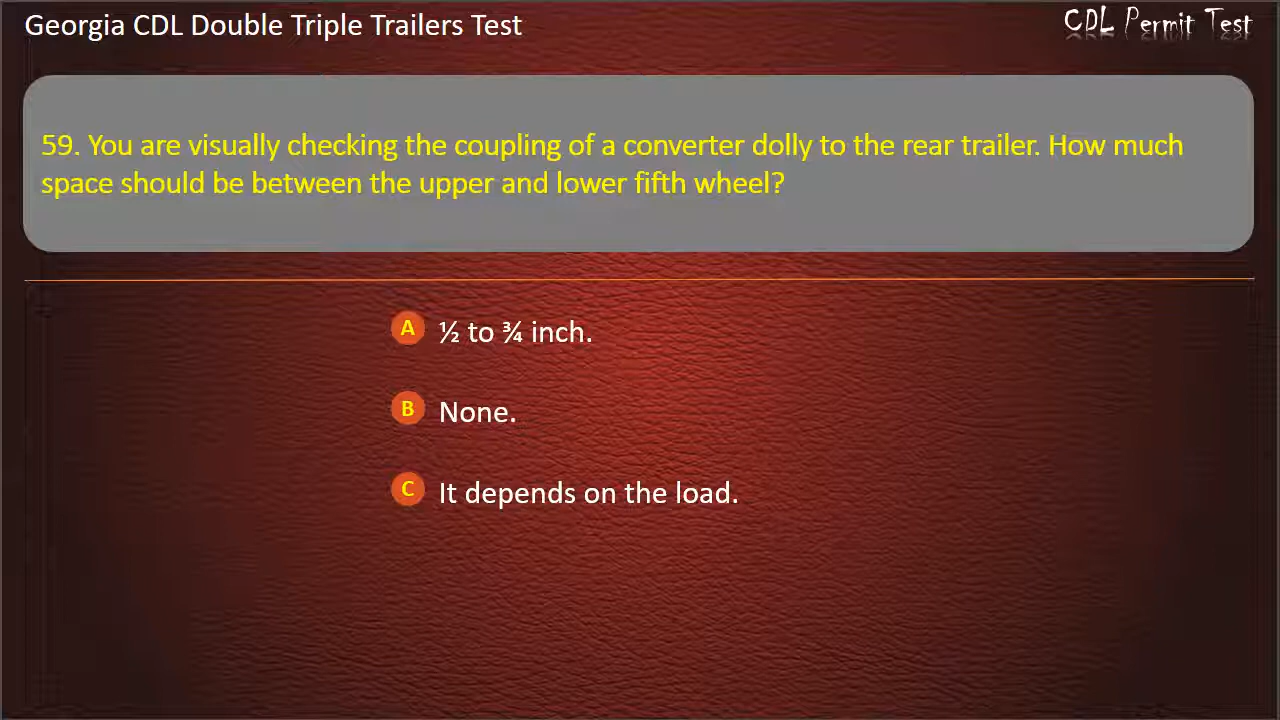 Georgia CDL Double Triple Trailers Test
CDL Permit Test
59. You are visually checking the coupling of a converter dolly to the rear trailer. How much
space should be between the upper and lower fifth wheel?
A ½ to ¾ inch.
B None.
C It depends on the load.